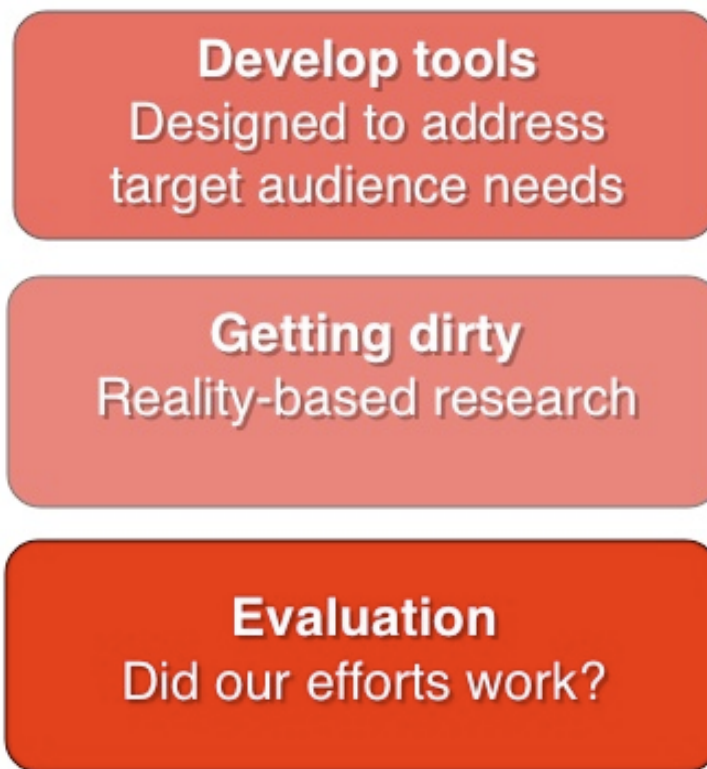 Develop tools
Designed to address
target audience needs
Getting dirty
Reality-based research
Evaluation
Did our efforts work?